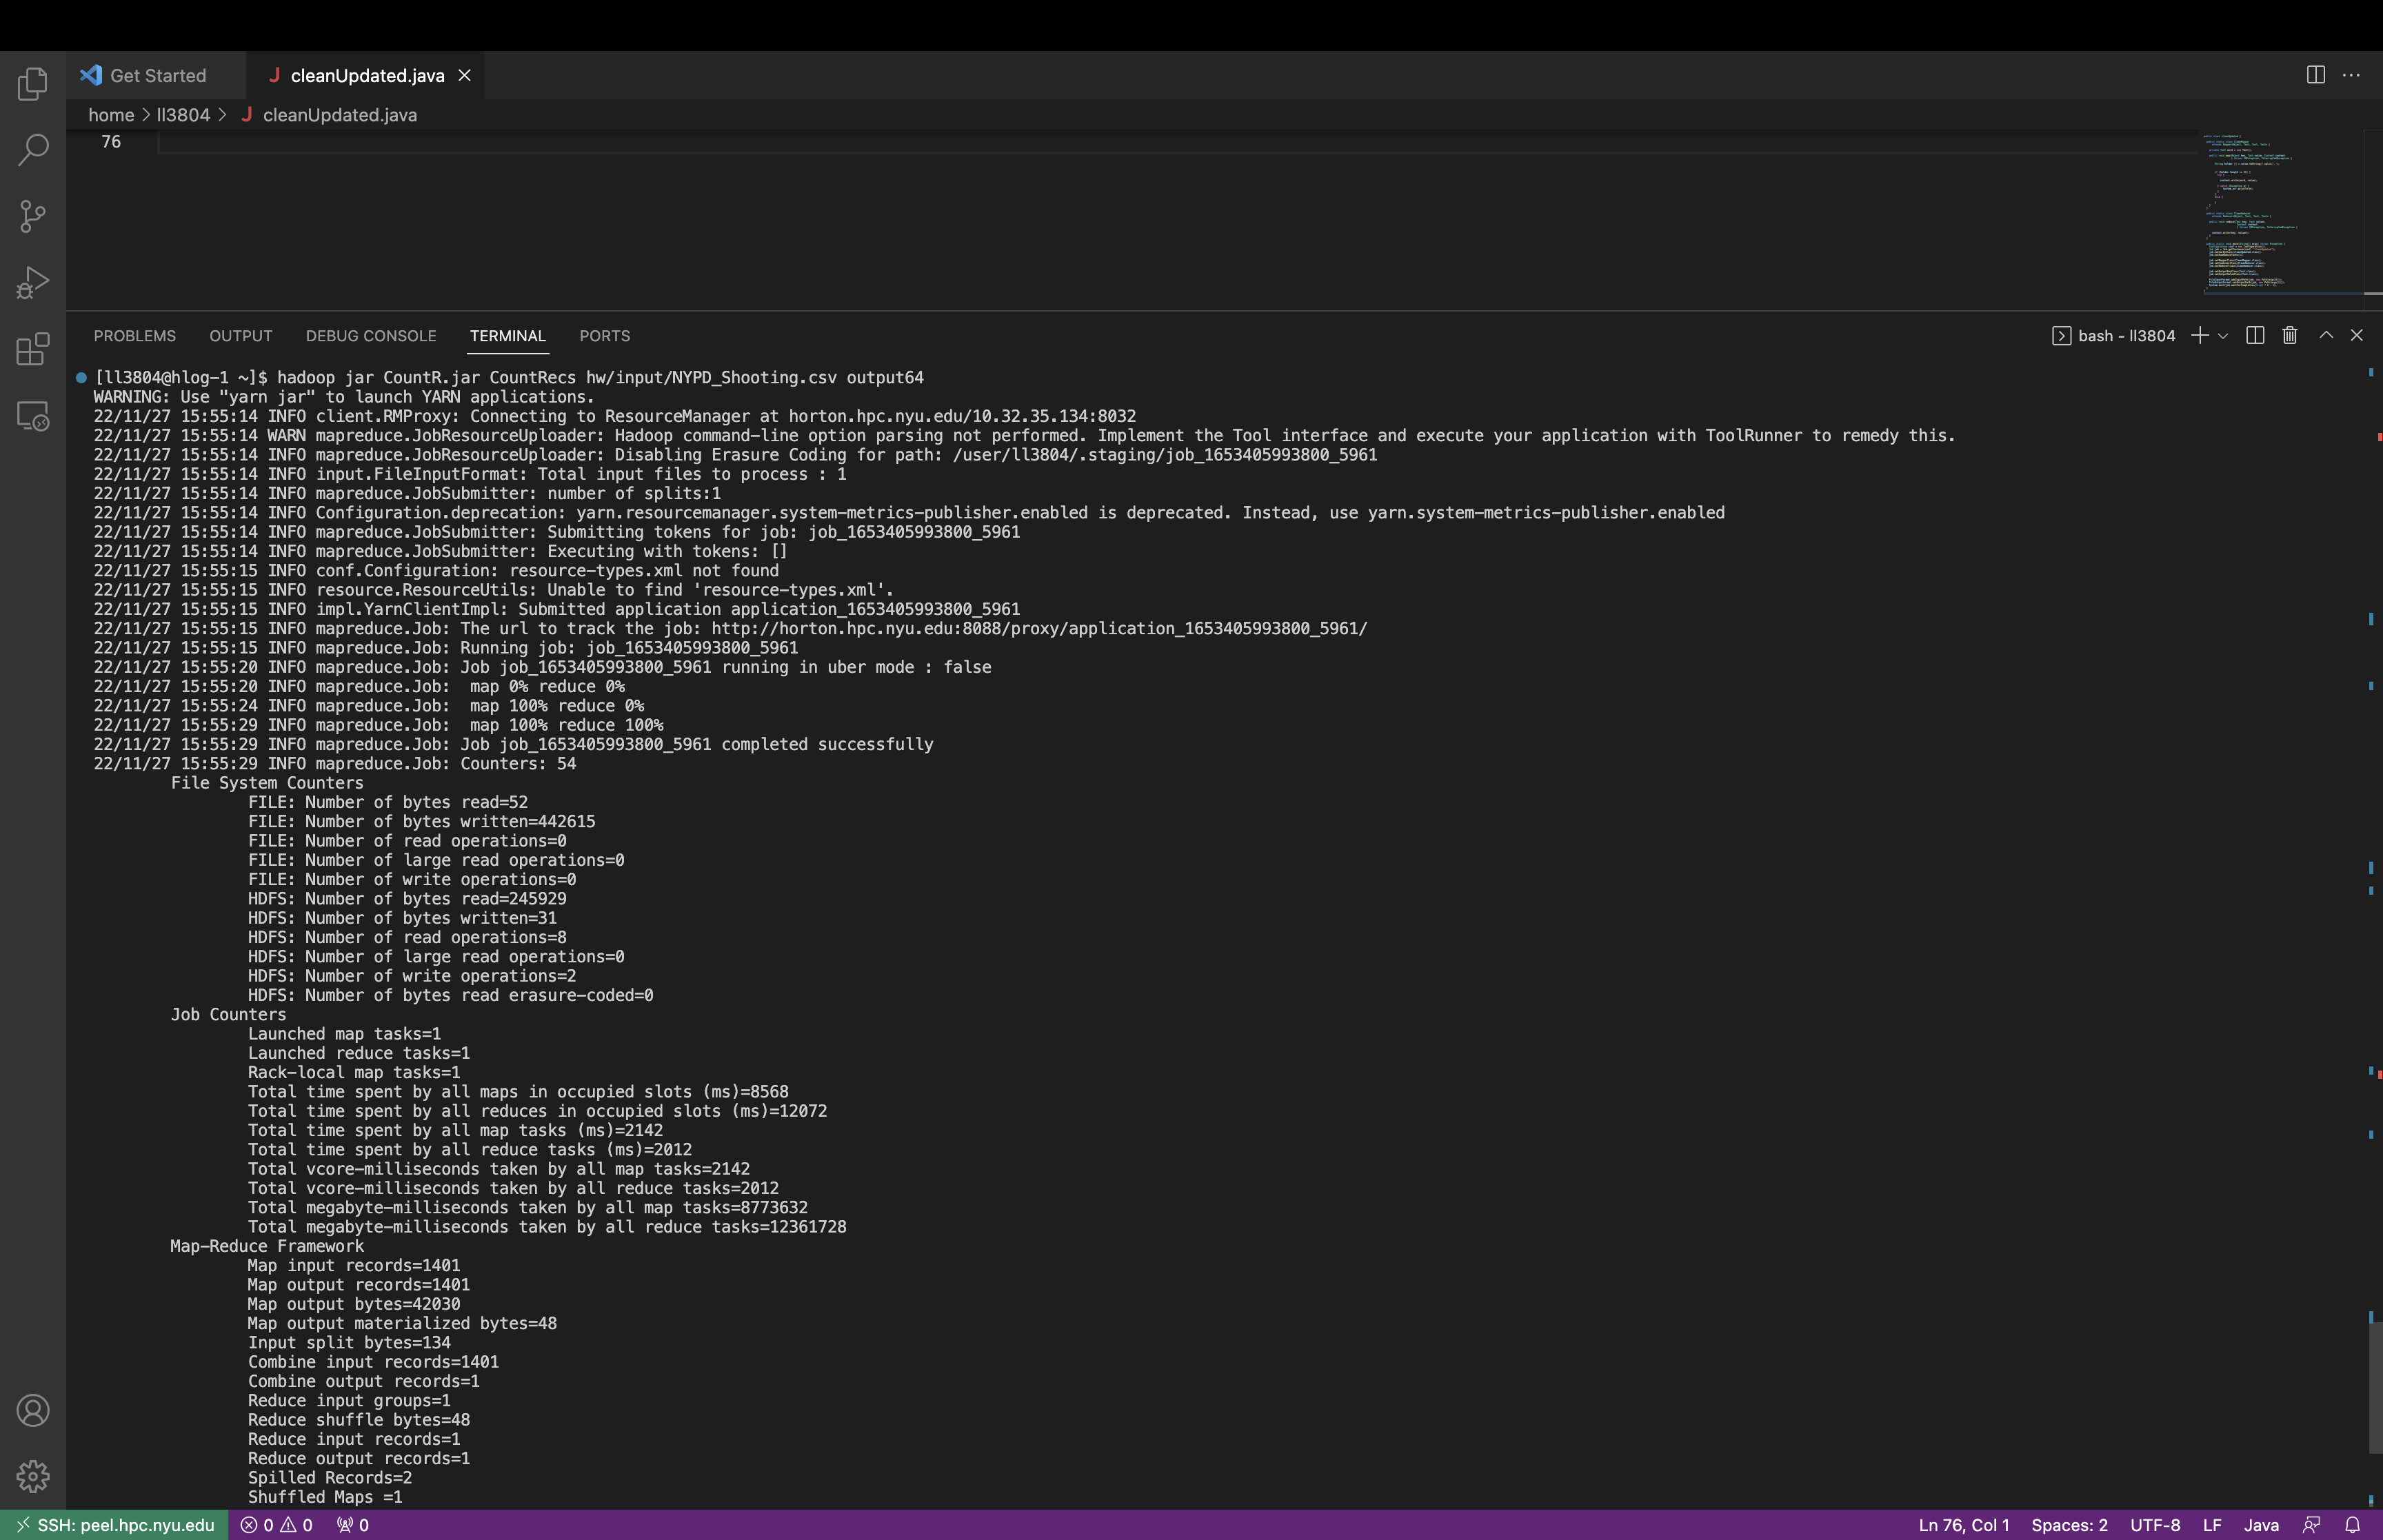 Get Started
cleanUpdated.java
home > ll3804 > J cleanUpdated.java
76
PROBLEMS OUTPUT DEBUG CONSOLE TERMINAL PORTS
bash - ll3804
[ll3804@hlog-1 ~]$ hadoop jar CountR.jar CountRecs hw/input/NYPD_Shooting.csv output64
WARNING: Use "yarn jar" to launch YARN applications.
22/11/27 15:55:14 INFO client.RMProxy: Connecting to ResourceManager at horton.hpc.nyu.edu/10.32.35.134:8032
22/11/27 15:55:14 WARN mapreduce.JobResourceUploader: Hadoop command-line option parsing not performed. Implement the Tool interface and execute your application with ToolRunner to remedy this.
22/11/27 15:55:14 INFO mapreduce.JobResourceUploader: Disabling Erasure Coding for path: /user/ll3804/.staging/job_1653405993800_5961
22/11/27 15:55:14 INFO input.FileInputFormat: Total input files to process : 1
22/11/27 15:55:14 INFO mapreduce.JobSubmitter: number of splits:1
22/11/27 15:55:14 INFO Configuration.deprecation: yarn.resourcemanager.system-metrics-publisher.enabled is deprecated. Instead, use yarn.system-metrics-publisher.enabled
22/11/27 15:55:14 INFO mapreduce.JobSubmitter: Submitting tokens for job: job_1653405993800_5961
22/11/27 15:55:14 INFO mapreduce.JobSubmitter: Executing with tokens: []
22/11/27 15:55:15 INFO conf.Configuration: resource-types.xml not found
22/11/27 15:55:15 INFO resource.ResourceUtils: Unable to find 'resource-types.xml'.
22/11/27 15:55:15 INFO impl.YarnClientImpl: Submitted application application_1653405993800_5961
22/11/27 15:55:15 INFO mapreduce.Job: The url to track the job: http://horton.hpc.nyu.edu:8088/proxy/application_1653405993800_5961/
22/11/27 15:55:15 INFO mapreduce.Job: Running job: job_1653405993800_5961
22/11/27 15:55:20 INFO mapreduce.Job: Job job_1653405993800_5961 running in uber mode : false
22/11/27 15:55:20 INFO mapreduce.Job:  map 0% reduce 0%
22/11/27 15:55:24 INFO mapreduce.Job:  map 100% reduce 0%
22/11/27 15:55:29 INFO mapreduce.Job:  map 100% reduce 100%
22/11/27 15:55:29 INFO mapreduce.Job: Job job_1653405993800_5961 completed successfully
22/11/27 15:55:29 INFO mapreduce.Job: Counters: 54
File System Counters
FILE: Number of bytes read=52
FILE: Number of bytes written=442615
FILE: Number of read operations=0
FILE: Number of large read operations=0
FILE: Number of write operations=0
HDFS: Number of bytes read=245929
HDFS: Number of bytes written=31
HDFS: Number of read operations=8
HDFS: Number of large read operations=0
HDFS: Number of write operations=2
HDFS: Number of bytes read erasure-coded=0
Job Counters
Launched map tasks=1
Launched reduce tasks=1
Rack-local map tasks=1
Total time spent by all maps in occupied slots (ms)=8568
Total time spent by all reduces in occupied slots (ms)=12072
Total time spent by all map tasks (ms)=2142
Total time spent by all reduce tasks (ms)=2012
Total vcore-milliseconds taken by all map tasks=2142
Total vcore-milliseconds taken by all reduce tasks=2012
Total megabyte-milliseconds taken by all map tasks=8773632
Total megabyte-milliseconds taken by all reduce tasks=12361728
Map-Reduce Framework
Map input records=1401
Map output records=1401
Map output bytes=42030
Map output materialized bytes=48
Input split bytes=134
Combine input records=1401
Combine output records=1
Reduce input groups=1
Reduce shuffle bytes=48
Reduce input records=1
Reduce output records=1
Spilled Records=2
Shuffled Maps =1
SSH: peel.hpc.nyu.edu 0 0 0 Ln 76, Col 1 Spaces: 2 UTF-8 LF Java